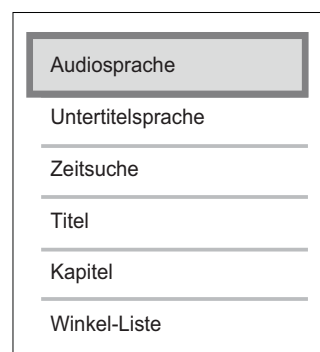 Audiosprache
Untertitelsprache
Zeitsuche
Titel
Kapitel
Winkel-Liste